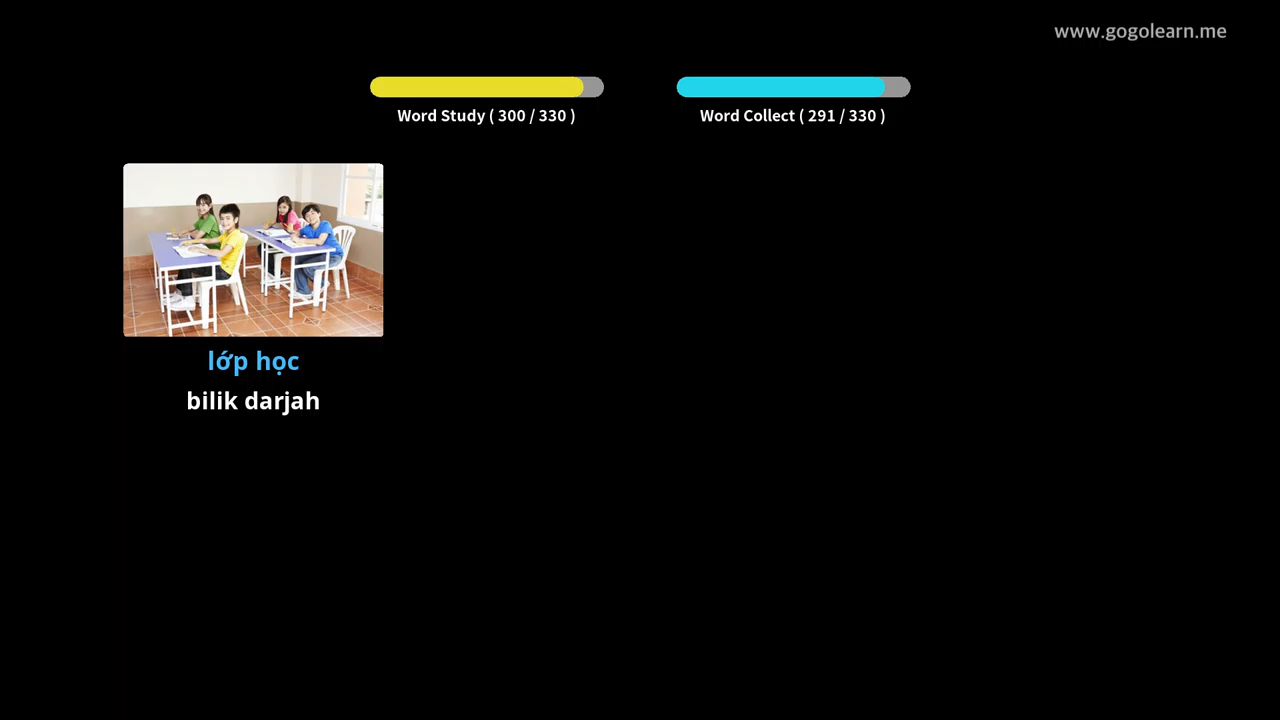 www.gogolearn.me
Word Study ( 300 / 330 )
Word Collect ( 291 / 330 )
lớp học
bilik darjah